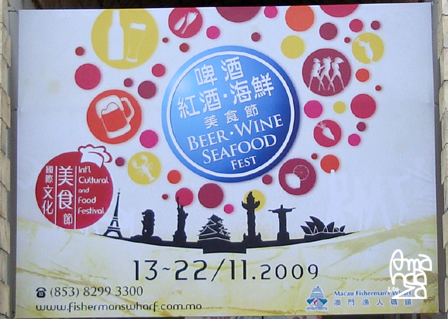 啤酒
紅酒·海鮮
美食節
BEER·WINE
SEAFOOD
FEST
國際文化
美食節
Int'l
Cultural
and
Food
Festival
13~22/11.2009
(853) 8299 3300
www.fishermanswharf.com.mo
Macau Fisherman's Wharf
澳門漁人碼頭